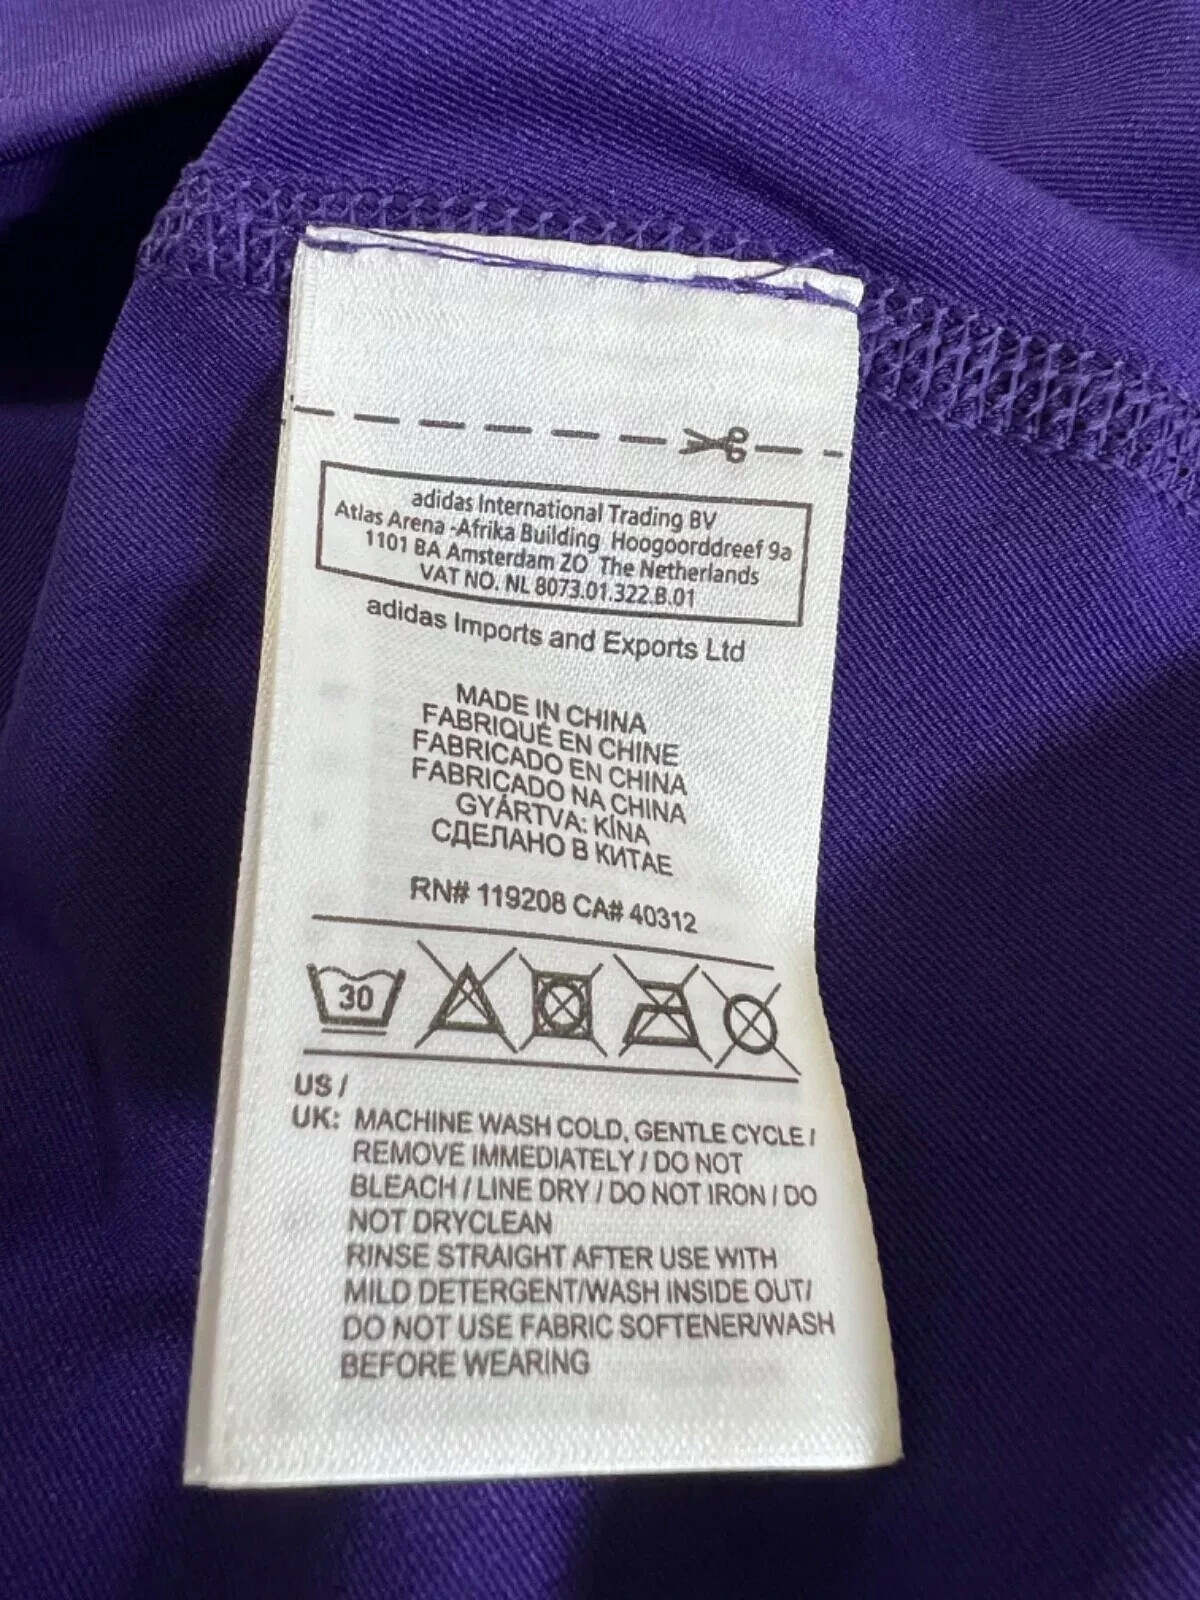 adidas International Trading BV
Atlas Arena -Afrika Building Hoogoorddreef 9a
1101 BA Amsterdam ZO The Netherlands
VAT NO. NL 8073.01.322.B.01
adidas Imports and Exports Ltd
MADE IN CHINA
FABRIQUÉ EN CHINE
FABRICADO EN CHINA
FABRICADO NA CHINA
GYÁRTVA: KÍNA
СДЕЛАНО В КИТАЕ
RN# 119208 CA# 40312
30
US /
UK: MACHINE WASH COLD, GENTLE CYCLE /
REMOVE IMMEDIATELY / DO NOT
BLEACH / LINE DRY / DO NOT IRON / DO
NOT DRYCLEAN
RINSE STRAIGHT AFTER USE WITH
MILD DETERGENT/WASH INSIDE OUT/
DO NOT USE FABRIC SOFTENER/WASH
BEFORE WEARING